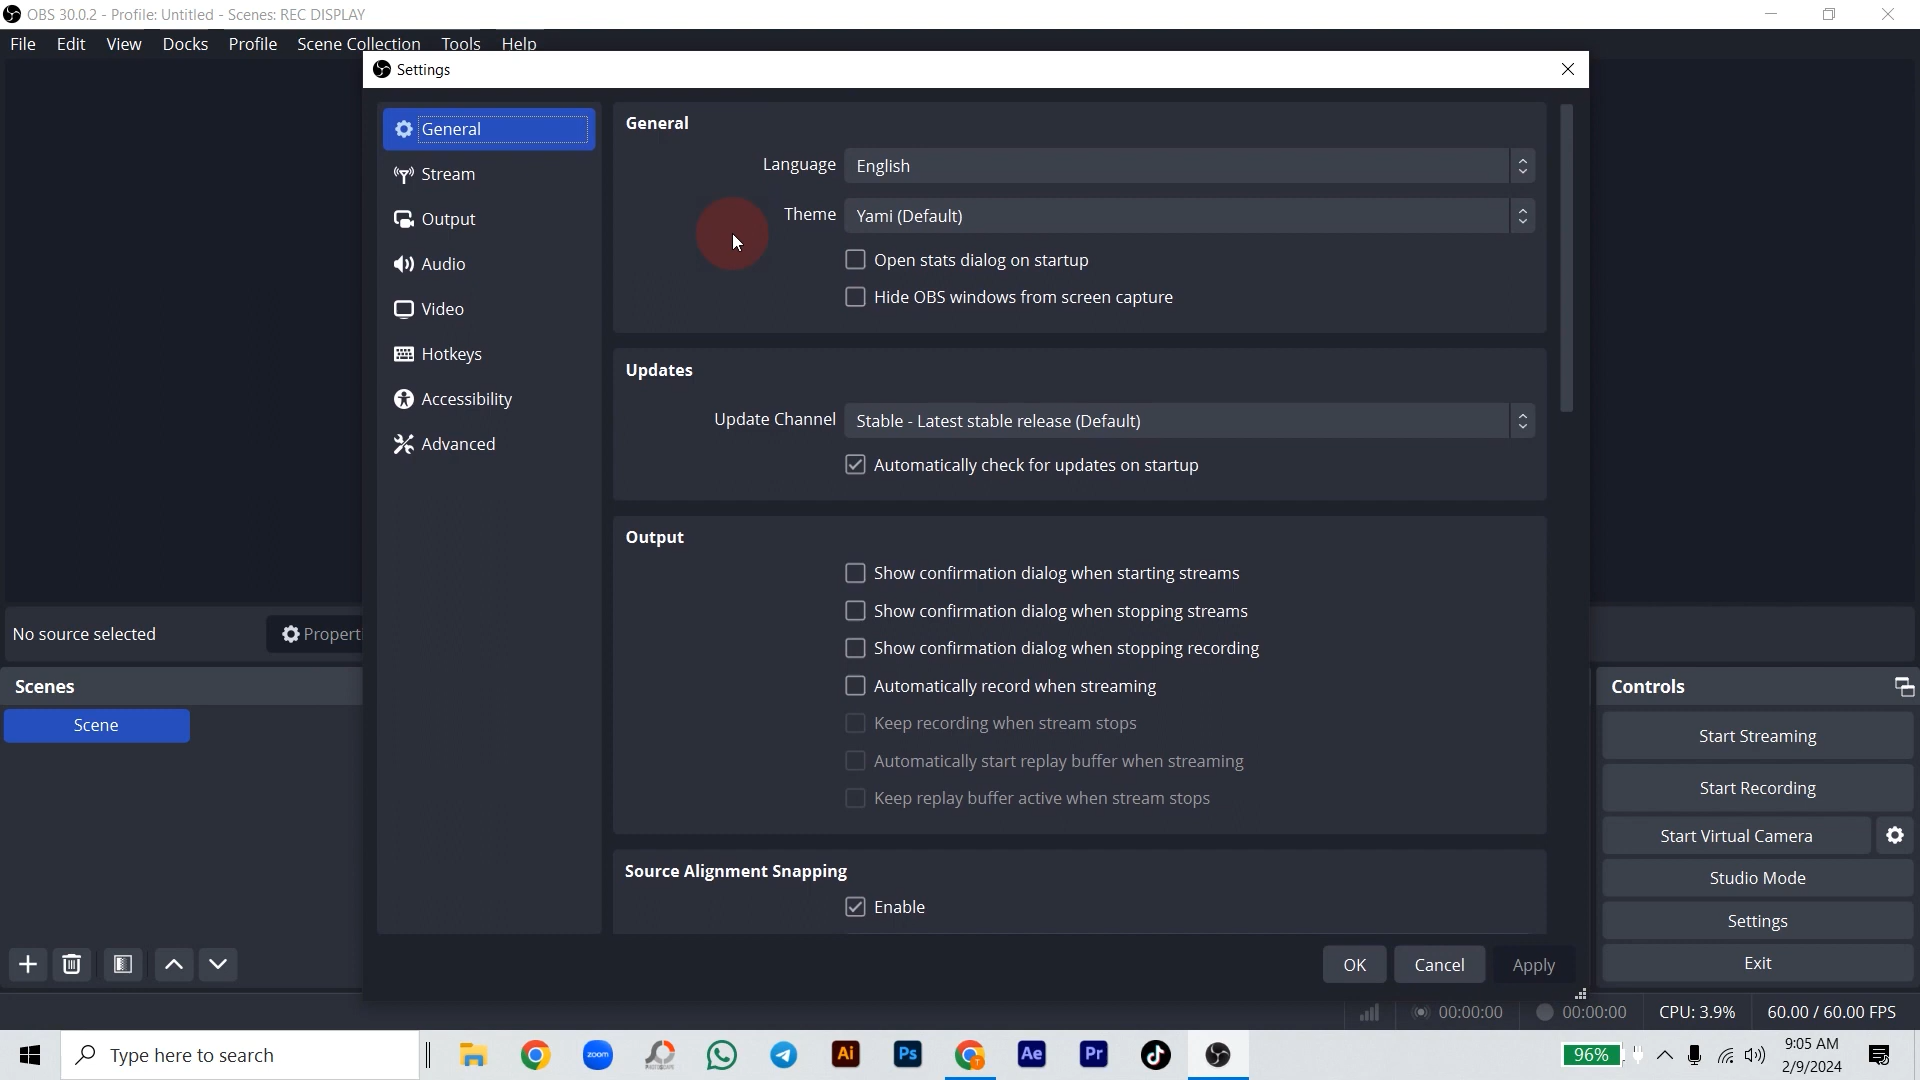 OBS 30.0.2 - Profile: Untitled - Scenes: REC DISPLAY
File Edit View Docks Profile Scene Collection Tools Help
Settings
General
Stream
Output
Audio
Video
Hotkeys
Accessibility
Advanced
General
Language English
Theme Yami (Default)
Open stats dialog on startup
Hide OBS windows from screen capture
Updates
Update Channel Stable - Latest stable release (Default)
Automatically check for updates on startup
Output
Show confirmation dialog when starting streams
Show confirmation dialog when stopping streams
Show confirmation dialog when stopping recording
Automatically record when streaming
Keep recording when stream stops
Automatically start replay buffer when streaming
Keep replay buffer active when stream stops
Source Alignment Snapping
Enable
OK Cancel Apply
No source selected Properti
Scenes
Scene
Controls
Start Streaming
Start Recording
Start Virtual Camera
Studio Mode
Settings
Exit
00:00:00 00:00:00 CPU: 3.9% 60.00 / 60.00 FPS
Type here to search
zoom
Ai
Ps
Ae
Pr
96%
9:05 AM
2/9/2024